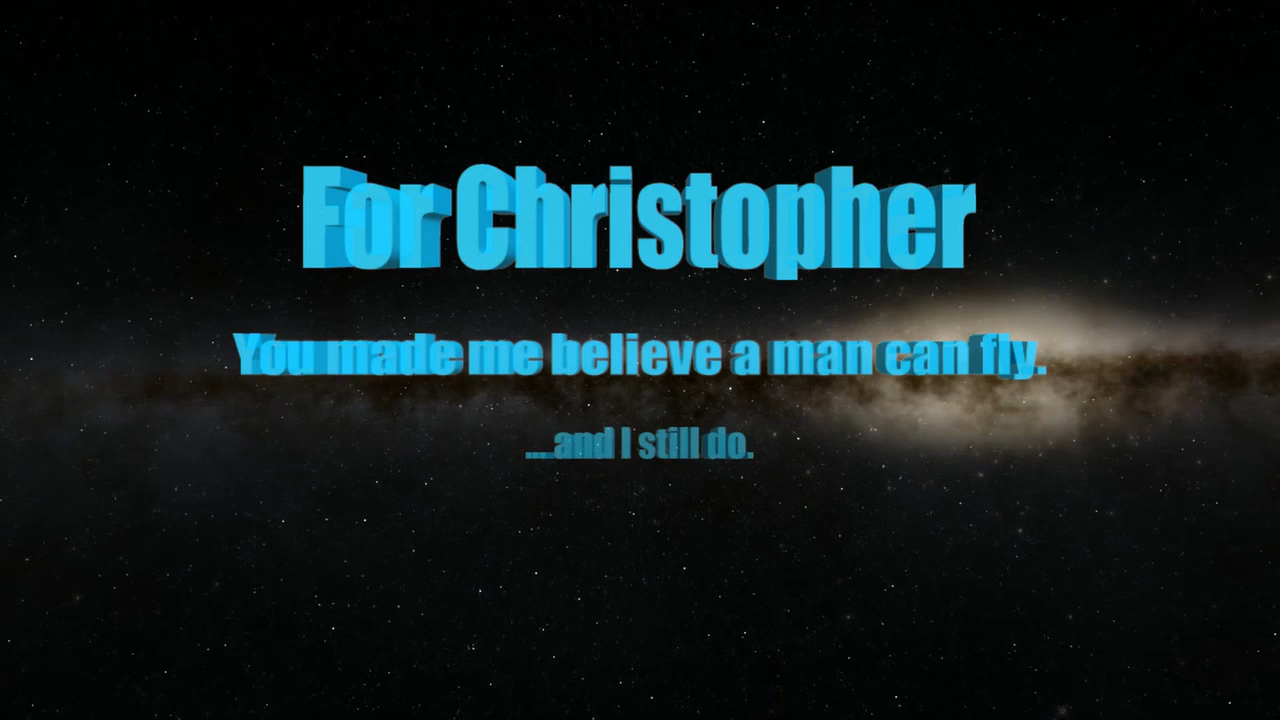 For Christopher
You made me believe a man can fly.
...and I still do.